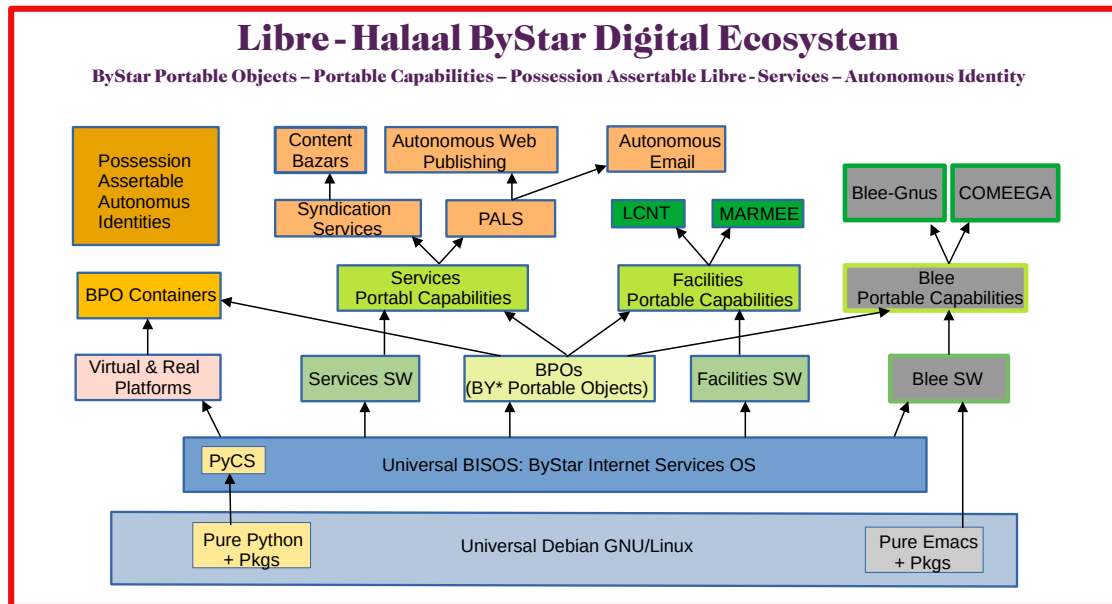 Libre-Halaal ByStar Digital Ecosystem
ByStar Portable Objects – Portable Capabilities – Possession Assertable Libre-Services – Autonomous Identity
Possession
Assertable
Autonomus
Identities
Content
Bazars
Autonomous Web
Publishing
Autonomous
Email
Syndication
Services
PALS
LCNT
MARMEE
Blee-Gnus
COMEEGA
BPO Containers
Services
Portabl Capabilities
Facilities
Portable Capabilities
Blee
Portable Capabilities
Virtual & Real
Platforms
Services SW
BPOs
(BY* Portable Objects)
Facilities SW
Blee SW
PyCS
Universal BISOS: ByStar Internet Services OS
Pure Python
+ Pkgs
Universal Debian GNU/Linux
Pure Emacs
+ Pkgs